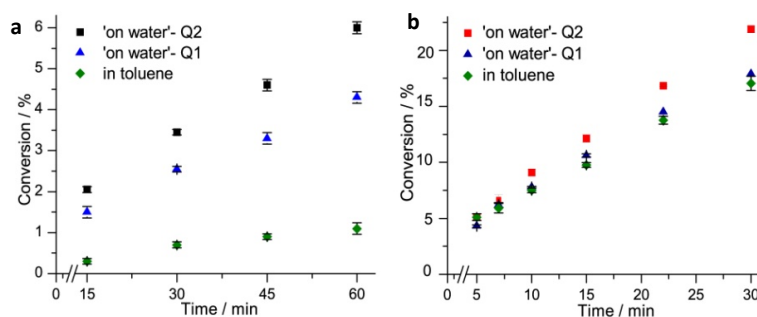 a
'on water'- Q2
'on water'- Q1
in toluene
Conversion / %
6
5
4
3
2
1
0
0 15 30 45 60
Time / min
b
'on water'- Q2
'on water'- Q1
in toluene
Conversion / %
20
15
10
5
0
0 5 10 15 20 25 30
Time / min